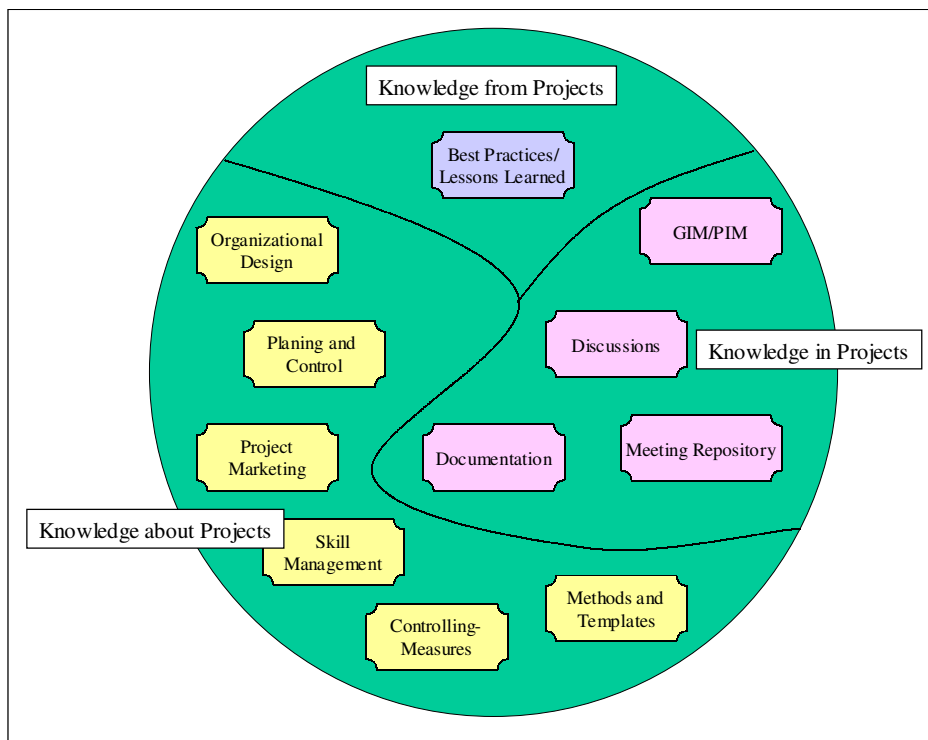 Knowledge from Projects
Best Practices/
Lessons Learned
Organizational
Design
GIM/PIM
Planing and
Control
Discussions
Knowledge in Projects
Project
Marketing
Documentation
Meeting Repository
Knowledge about Projects
Skill
Management
Controlling-
Measures
Methods and
Templates